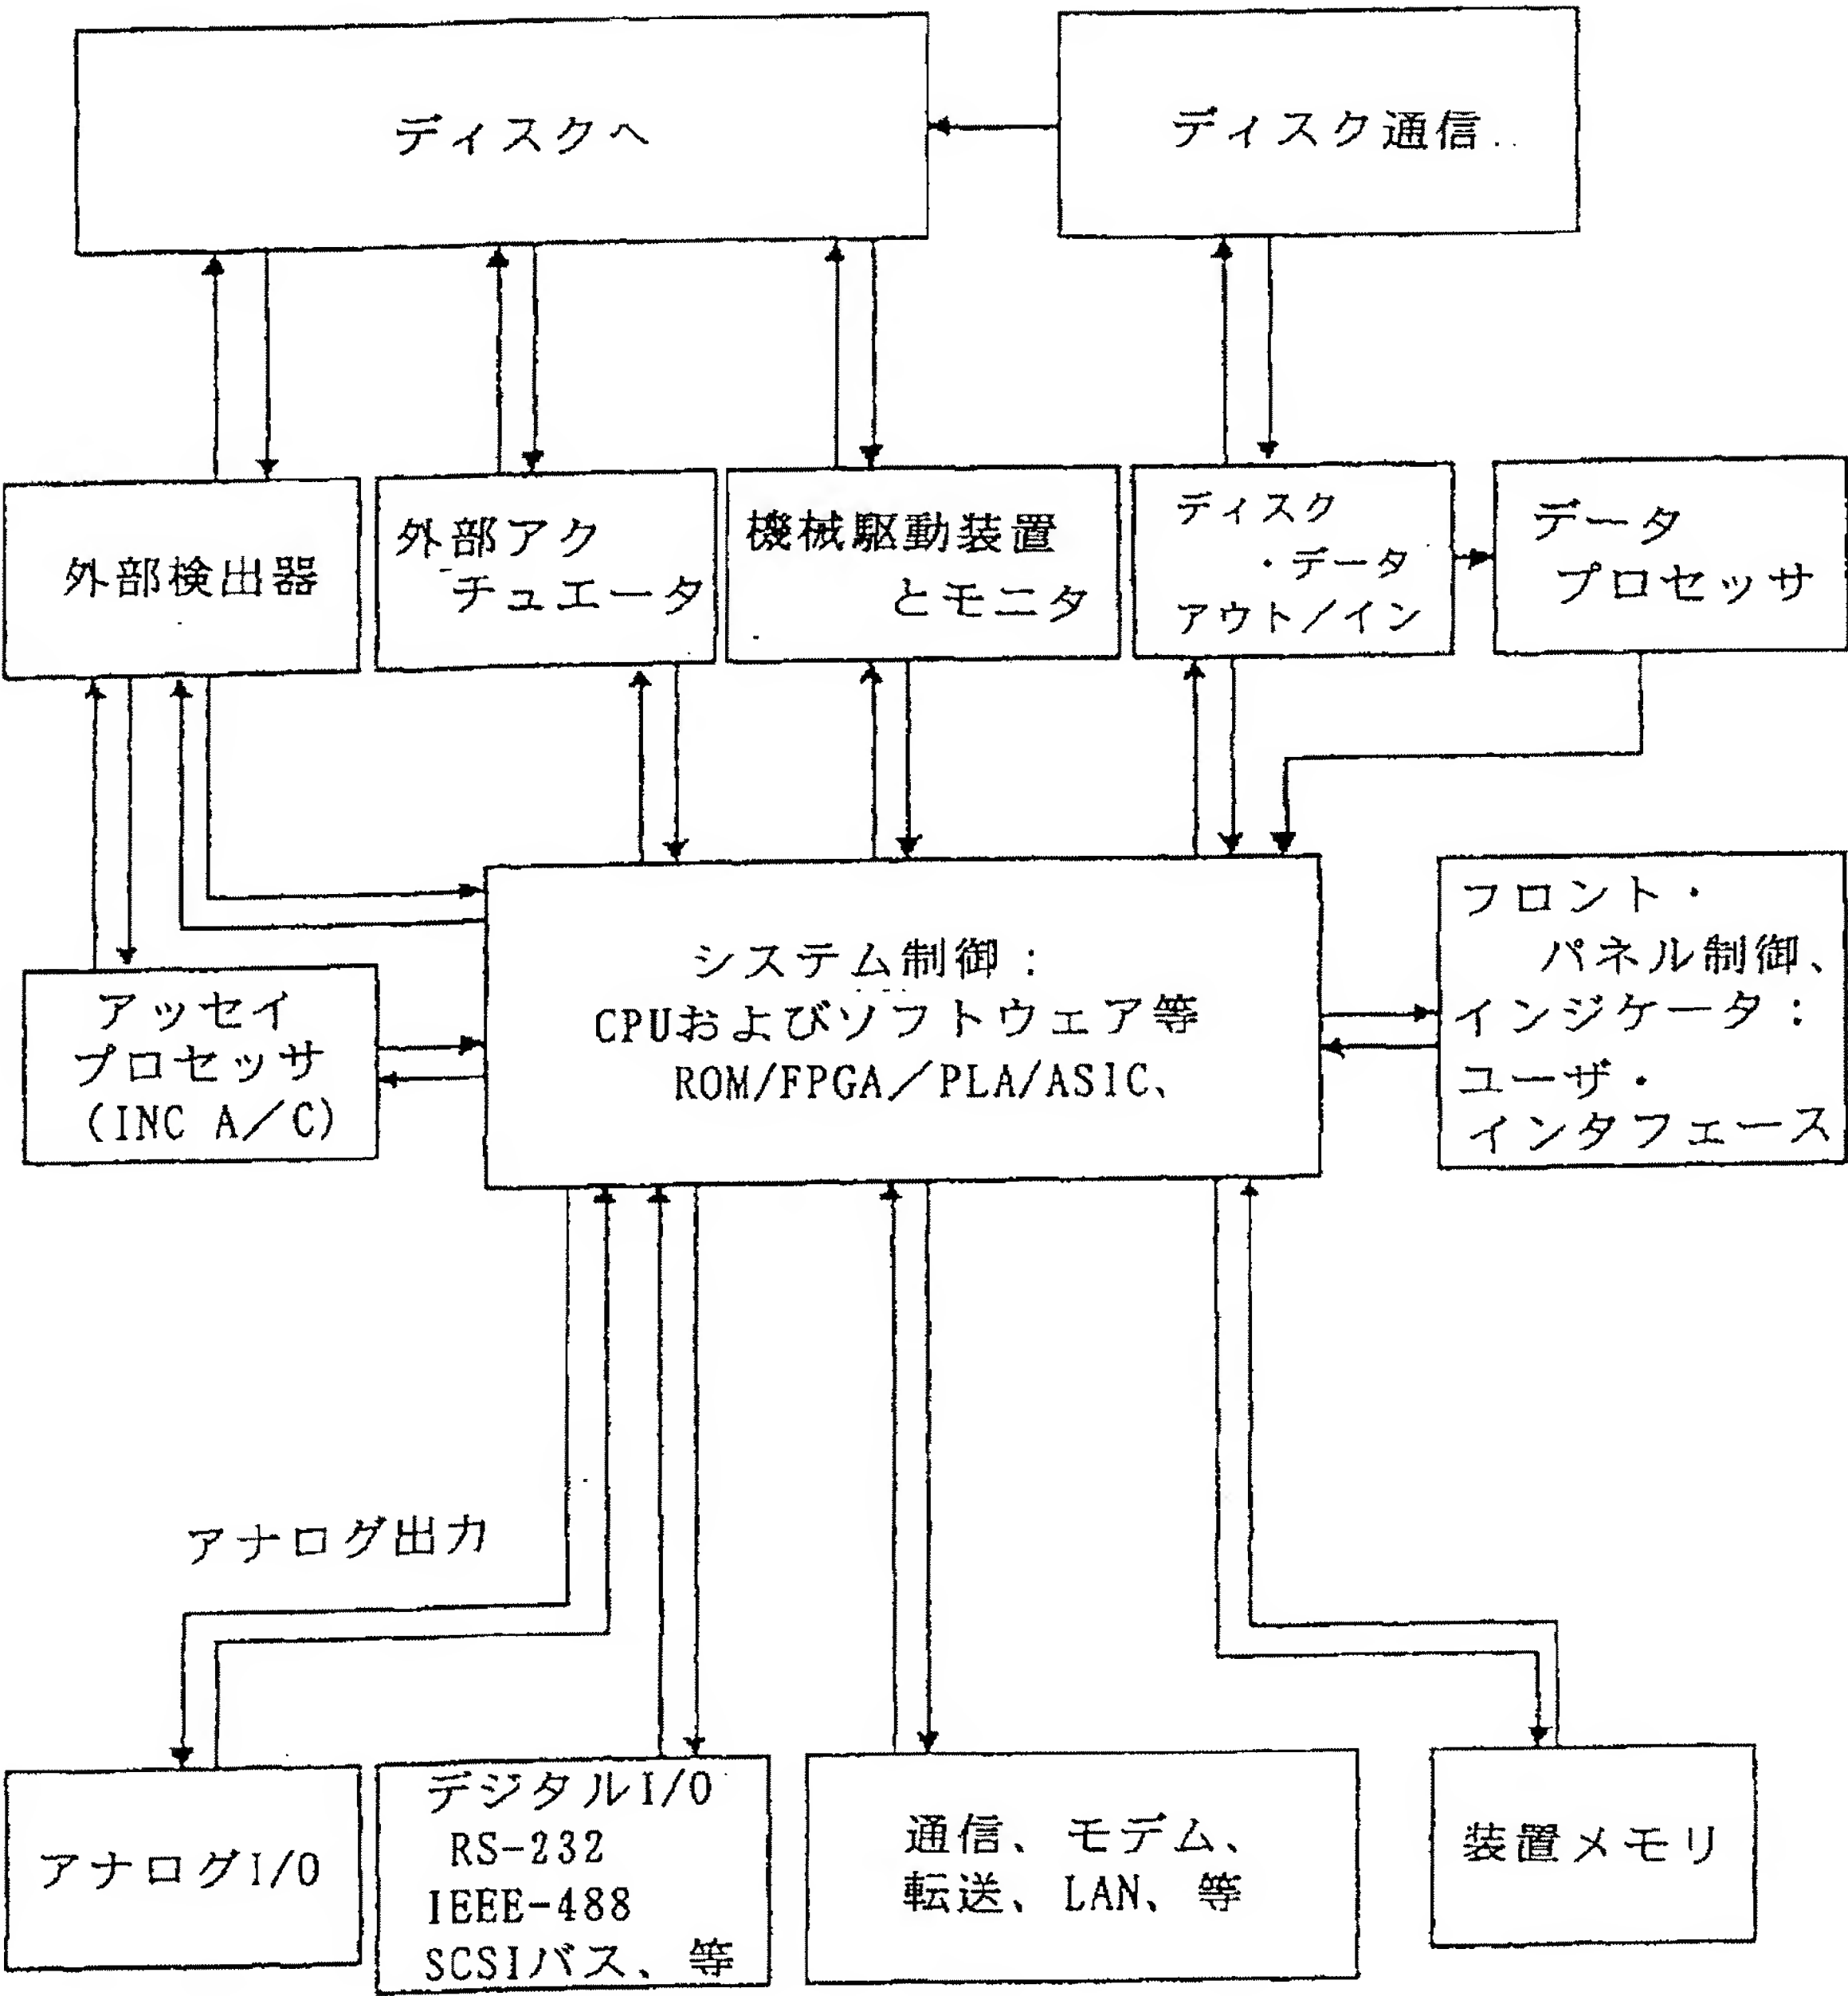 ディスクへ
ディスク通信
外部検出器
外部アク
チュエータ
機械駆動装置
とモニタ
ディスク
・データ
アウト／イン
データ
プロセッサ
アッセイ
プロセッサ
(INC A／C)
システム制御：
CPUおよびソフトウェア等
ROM/FPGA／PLA/ASIC、
フロント・
パネル制御、
インジケータ：
ユーザ・
インタフェース
アナログ出力
アナログI/O
デジタルI/O
RS-232
IEEE-488
SCSIバス、等
通信、モデム、
転送、LAN、等
装置メモリ